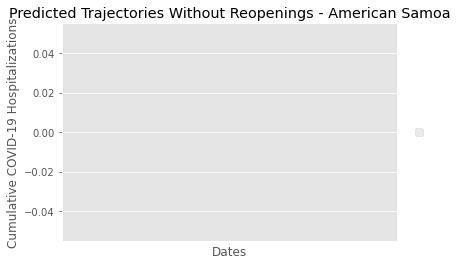 Predicted Trajectories Without Reopenings - American Samoa
Cumulative COVID-19 Hospitalizations
0.04
0.02
0.00
−0.02
−0.04
Dates